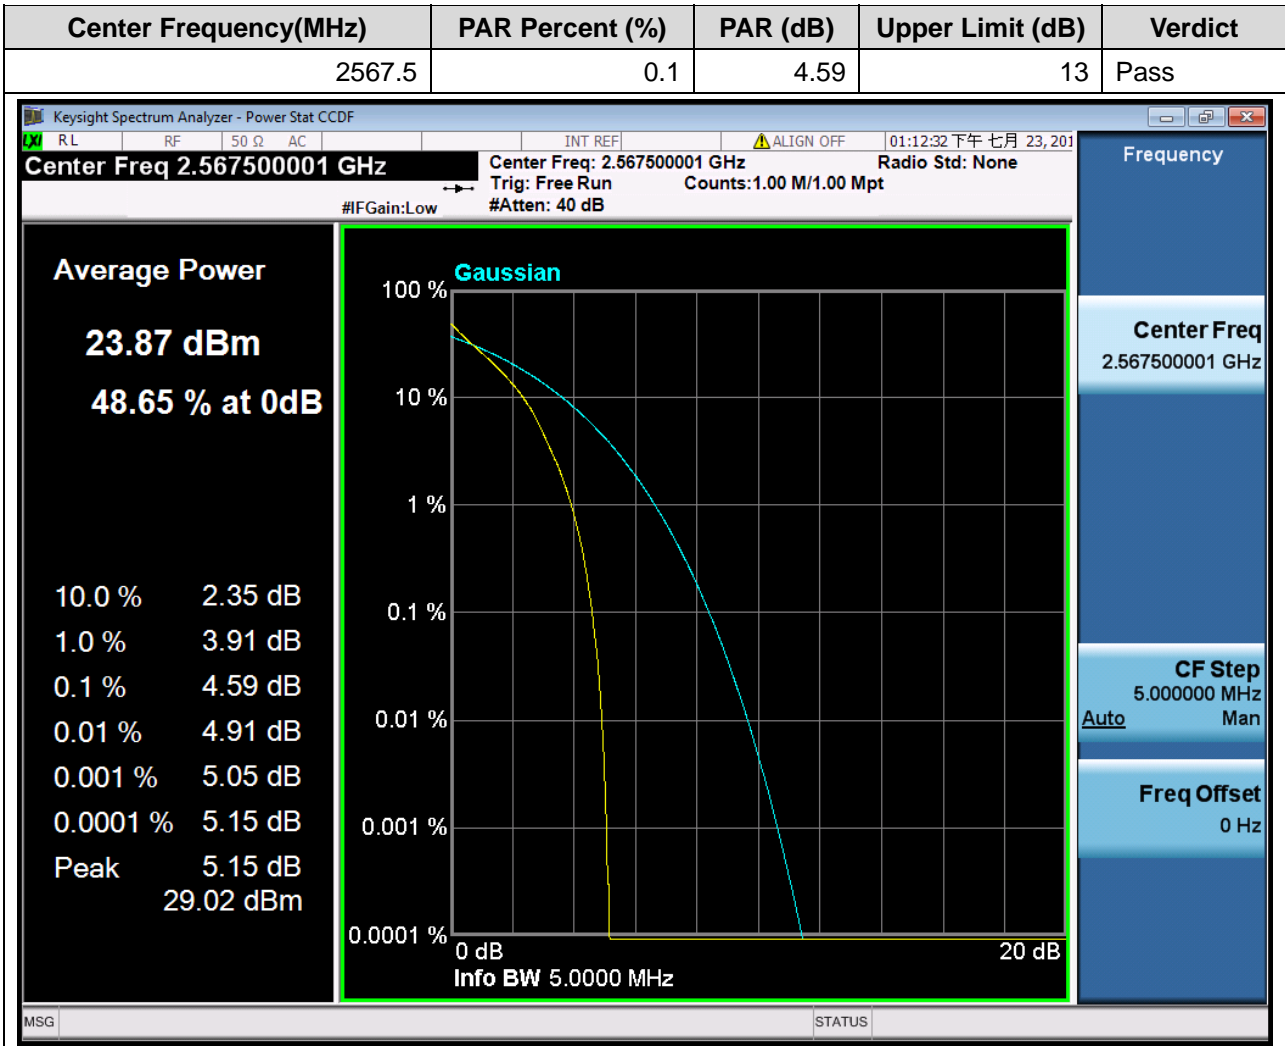 Center Frequency(MHz) PAR Percent (%) PAR (dB) Upper Limit (dB) Verdict
2567.5 0.1 4.59 13 Pass
Keysight Spectrum Analyzer - Power Stat CCDF
LXI RL RF 50 Ω AC INT REF ALIGN OFF 01:12:32 下午 七月 23, 201
Center Freq 2.567500001 GHz
Center Freq: 2.567500001 GHz Radio Std: None
Trig: Free Run Counts:1.00 M/1.00 Mpt
#IFGain:Low #Atten: 40 dB
Average Power
23.87 dBm
48.65 % at 0dB
10.0 % 2.35 dB
1.0 % 3.91 dB
0.1 % 4.59 dB
0.01 % 4.91 dB
0.001 % 5.05 dB
0.0001 % 5.15 dB
Peak 5.15 dB
29.02 dBm
Gaussian
100 %
10 %
1 %
0.1 %
0.01 %
0.001 %
0.0001 %
0 dB 20 dB
Info BW 5.0000 MHz
Frequency
Center Freq
2.567500001 GHz
CF Step
5.000000 MHz
Auto Man
Freq Offset
0 Hz
MSG STATUS